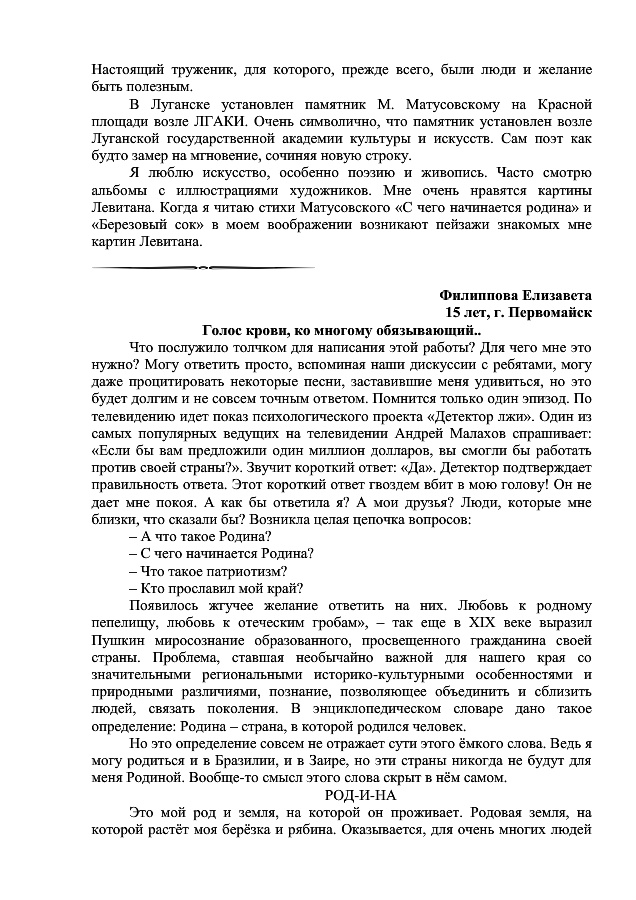 Настоящий труженик, для которого, прежде всего, были люди и желание
быть полезным.
В Луганске установлен памятник М. Матусовскому на Красной
площади возле ЛГАКИ. Очень символично, что памятник установлен возле
Луганской государственной академии культуры и искусств. Сам поэт как
будто замер на мгновение, сочиняя новую строку.
Я люблю искусство, особенно поэзию и живопись. Часто смотрю
альбомы с иллюстрациями художников. Мне очень нравятся картины
Левитана. Когда я читаю стихи Матусовского «С чего начинается родина» и
«Березовый сок» в моем воображении возникают пейзажи знакомых мне
картин Левитана.
Филиппова Елизавета
15 лет, г. Первомайск
Голос крови, ко многому обязывающий..
Что послужило толчком для написания этой работы? Для чего мне это
нужно? Могу ответить просто, вспоминая наши дискуссии с ребятами, могу
даже процитировать некоторые песни, заставившие меня удивиться, но это
будет долгим и не совсем точным ответом. Помнится только один эпизод. По
телевидению идет показ психологического проекта «Детектор лжи». Один из
самых популярных ведущих на телевидении Андрей Малахов спрашивает:
«Если бы вам предложили один миллион долларов, вы смогли бы работать
против своей страны?». Звучит короткий ответ: «Да». Детектор подтверждает
правильность ответа. Этот короткий ответ гвоздем вбит в мою голову! Он не
дает мне покоя. А как бы ответила я? А мои друзья? Люди, которые мне
близки, что сказали бы? Возникла целая цепочка вопросов:
– А что такое Родина?
– С чего начинается Родина?
– Что такое патриотизм?
– Кто прославил мой край?
Появилось жгучее желание ответить на них. Любовь к родному
пепелищу, любовь к отеческим гробам», – так еще в XIX веке выразил
Пушкин миросознание образованного, просвещенного гражданина своей
страны. Проблема, ставшая необычайно важной для нашего края со
значительными региональными историко-культурными особенностями и
природными различиями, познание, позволяющее объединить и сблизить
людей, связать поколения. В энциклопедическом словаре дано такое
определение: Родина – страна, в которой родился человек.
Но это определение совсем не отражает сути этого ёмкого слова. Ведь я
могу родиться и в Бразилии, и в Заире, но эти страны никогда не будут для
меня Родиной. Вообще-то смысл этого слова скрыт в нём самом.
РОД-И-НА
Это мой род и земля, на которой он проживает. Родовая земля, на
которой растёт моя берёзка и рябина. Оказывается, для очень многих людей